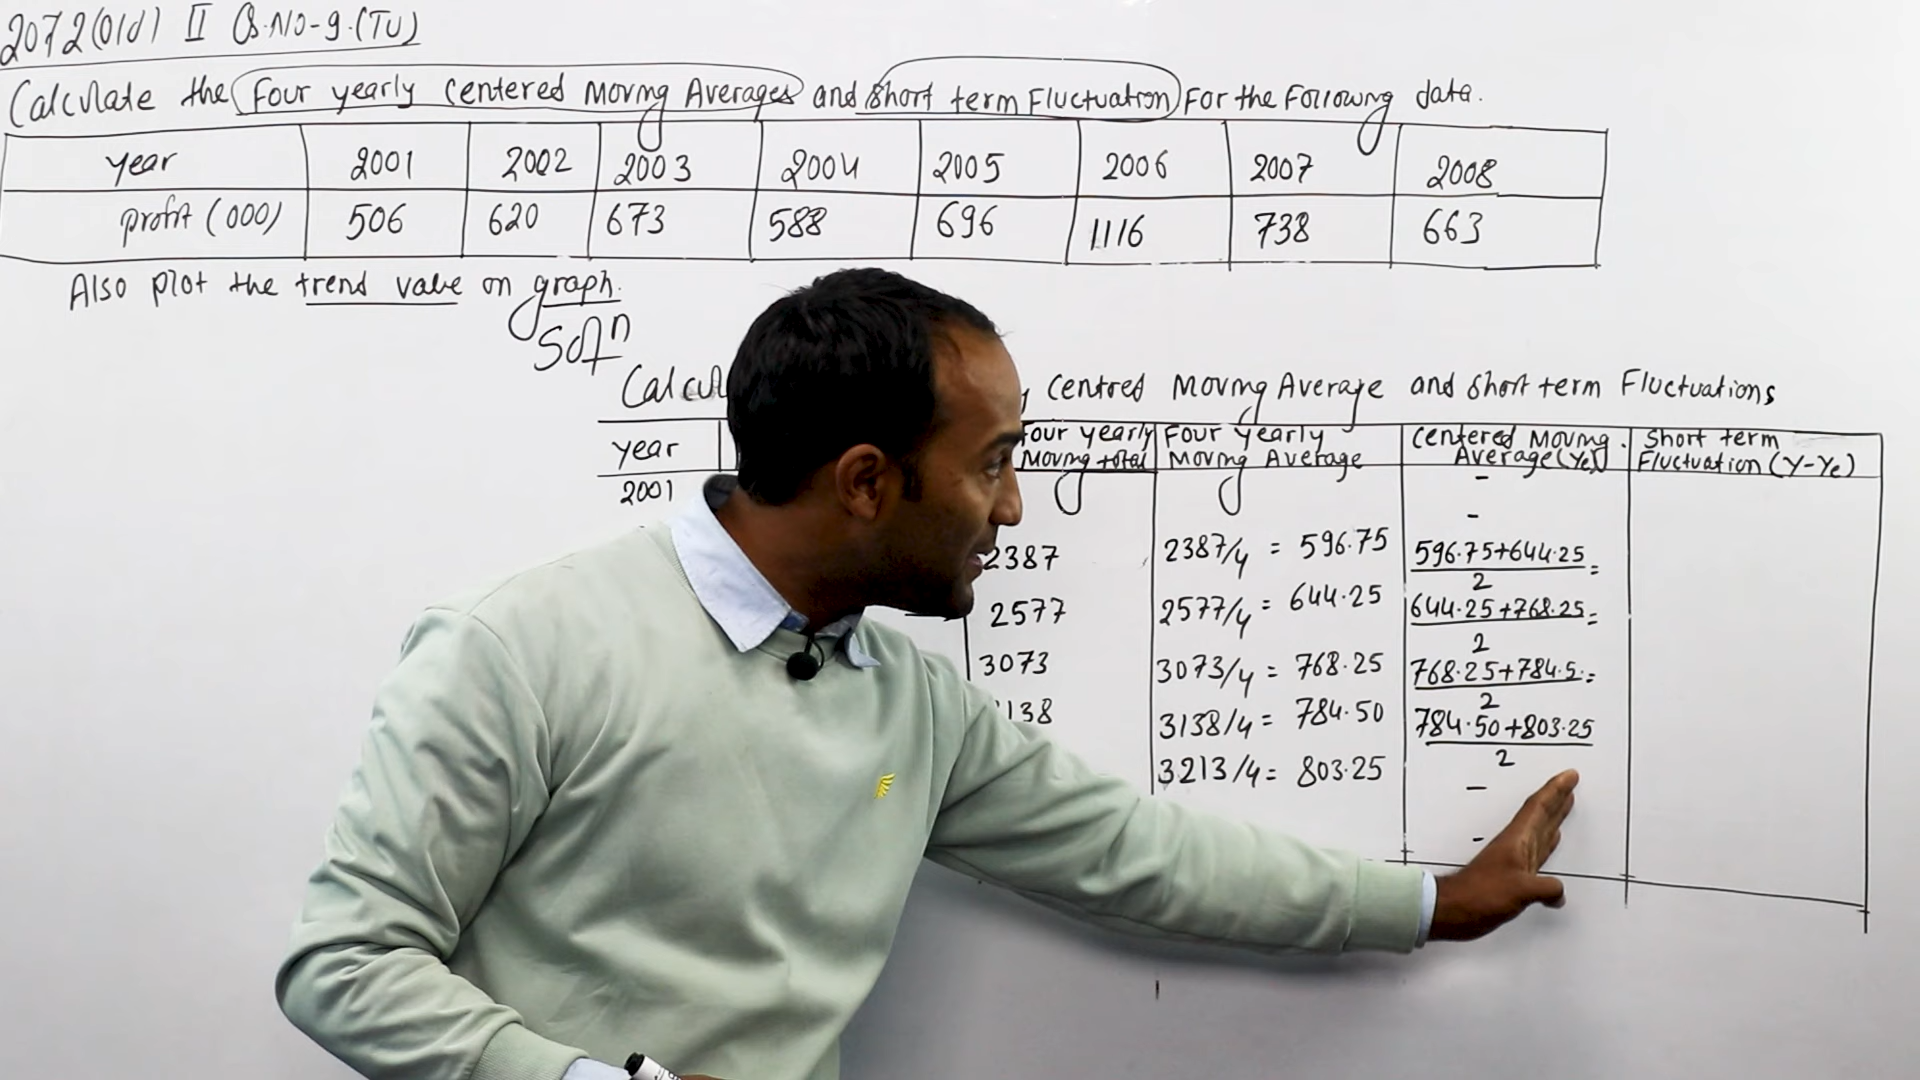 2072(Old) II Q.NO-9.(TU)
Calculate the Four yearly centered Moving Averages and short term Fluctuation For the Following data.
year 2001 2002 2003 2004 2005 2006 2007 2008
profit (000) 506 620 673 588 696 1116 738 663
Also plot the trend value on graph.
Soln
Calcul centred Moving Average and short term Fluctuations
year Four yearly Moving total Four yearly Moving Average Centered Moving Average(Ye) Short term Fluctuation (Y-Ye)
2001 -
-
2387 2387/4 = 596.75 596.75+644.25/2 =
2577 2577/4 = 644.25 644.25+768.25/2 =
3073 3073/4 = 768.25 768.25+784.5/2 =
138 3138/4 = 784.50 784.50+803.25/2
3213/4 = 803.25 -
-